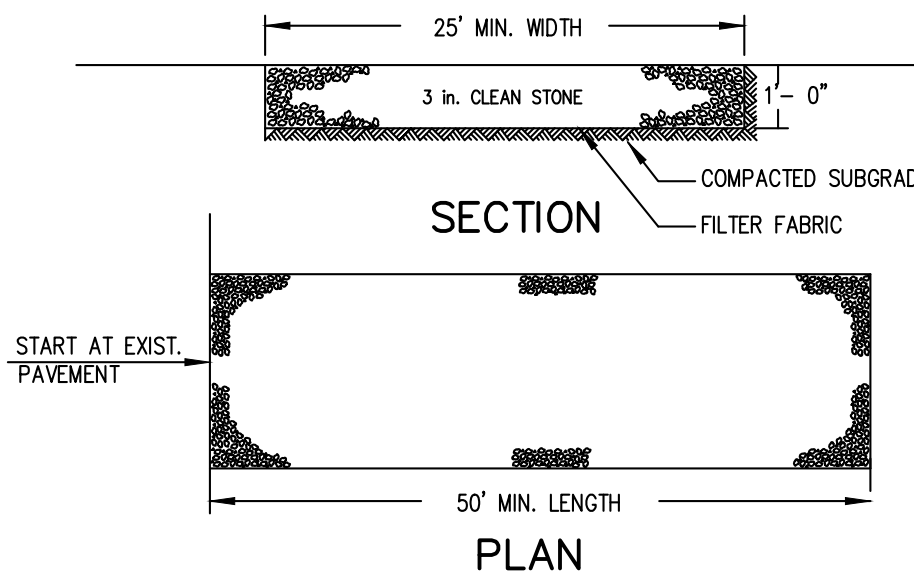 25' MIN. WIDTH
3 in. CLEAN STONE
1'- 0"
COMPACTED SUBGRAD
SECTION
FILTER FABRIC
START AT EXIST.
PAVEMENT
50' MIN. LENGTH
PLAN